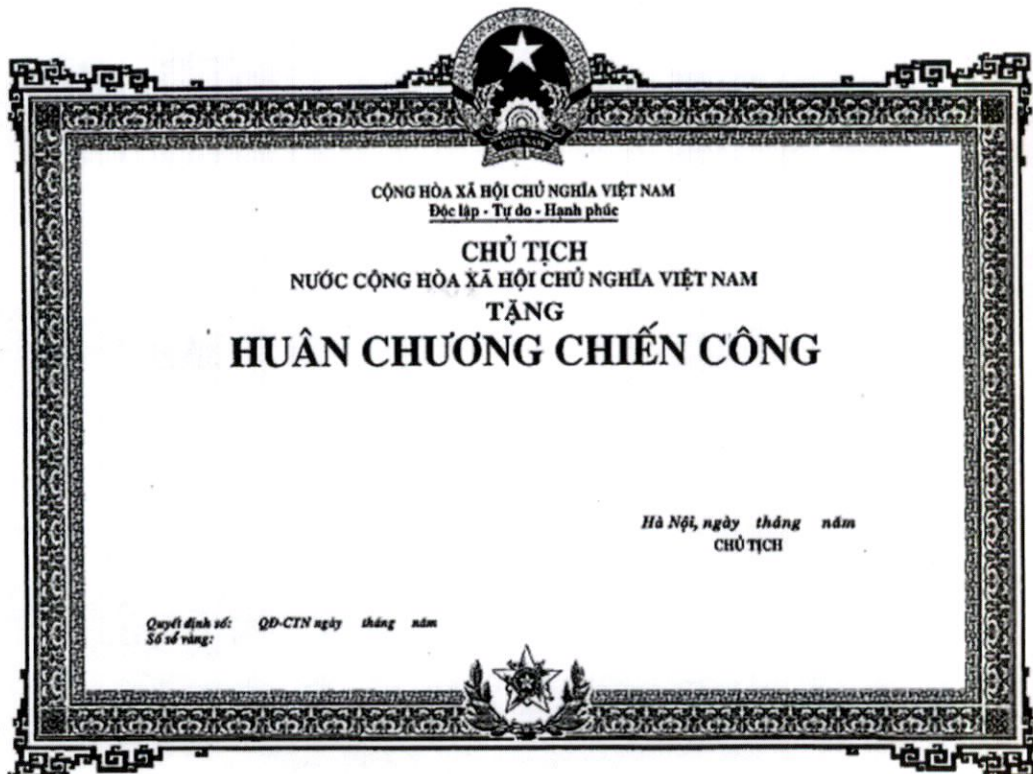 VIỆT NAM
CỘNG HÒA XÃ HỘI CHỦ NGHĨA VIỆT NAM
Độc lập - Tự do - Hạnh phúc
CHỦ TỊCH
NƯỚC CỘNG HÒA XÃ HỘI CHỦ NGHĨA VIỆT NAM
TẶNG
HUÂN CHƯƠNG CHIẾN CÔNG
Hà Nội, ngày tháng năm
CHỦ TỊCH
Quyết định số: QĐ-CTN ngày tháng năm
Số sổ vàng: